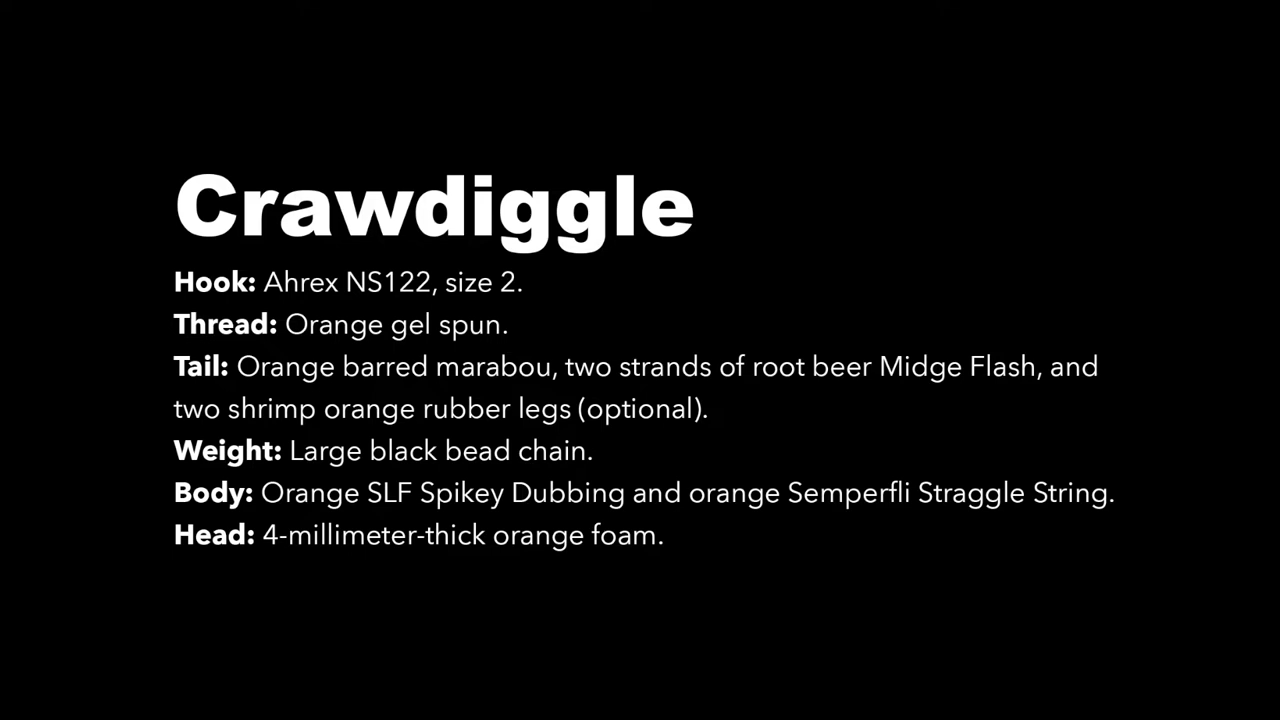 Crawdiggle
Hook: Ahrex NS122, size 2.
Thread: Orange gel spun.
Tail: Orange barred marabou, two strands of root beer Midge Flash, and
two shrimp orange rubber legs (optional).
Weight: Large black bead chain.
Body: Orange SLF Spikey Dubbing and orange Semperfli Straggle String.
Head: 4-millimeter-thick orange foam.